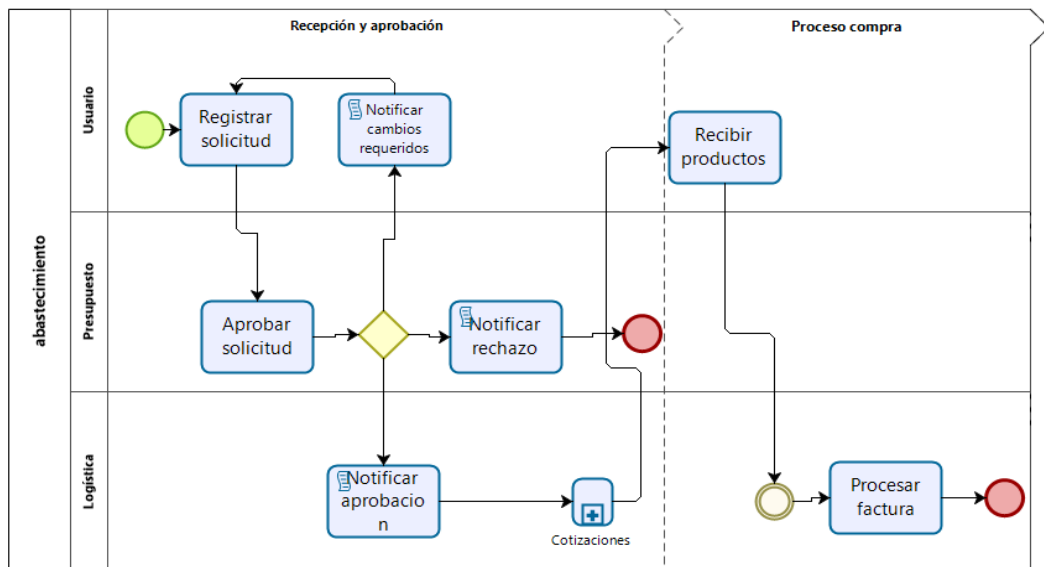 Recepción y aprobación
Proceso compra
abastecimiento
Usuario
Registrar
solicitud
Notificar
cambios
requeridos
Recibir
productos
Presupuesto
Aprobar
solicitud
Notificar
rechazo
Logística
Notificar
aprobacio
n
Cotizaciones
Procesar
factura